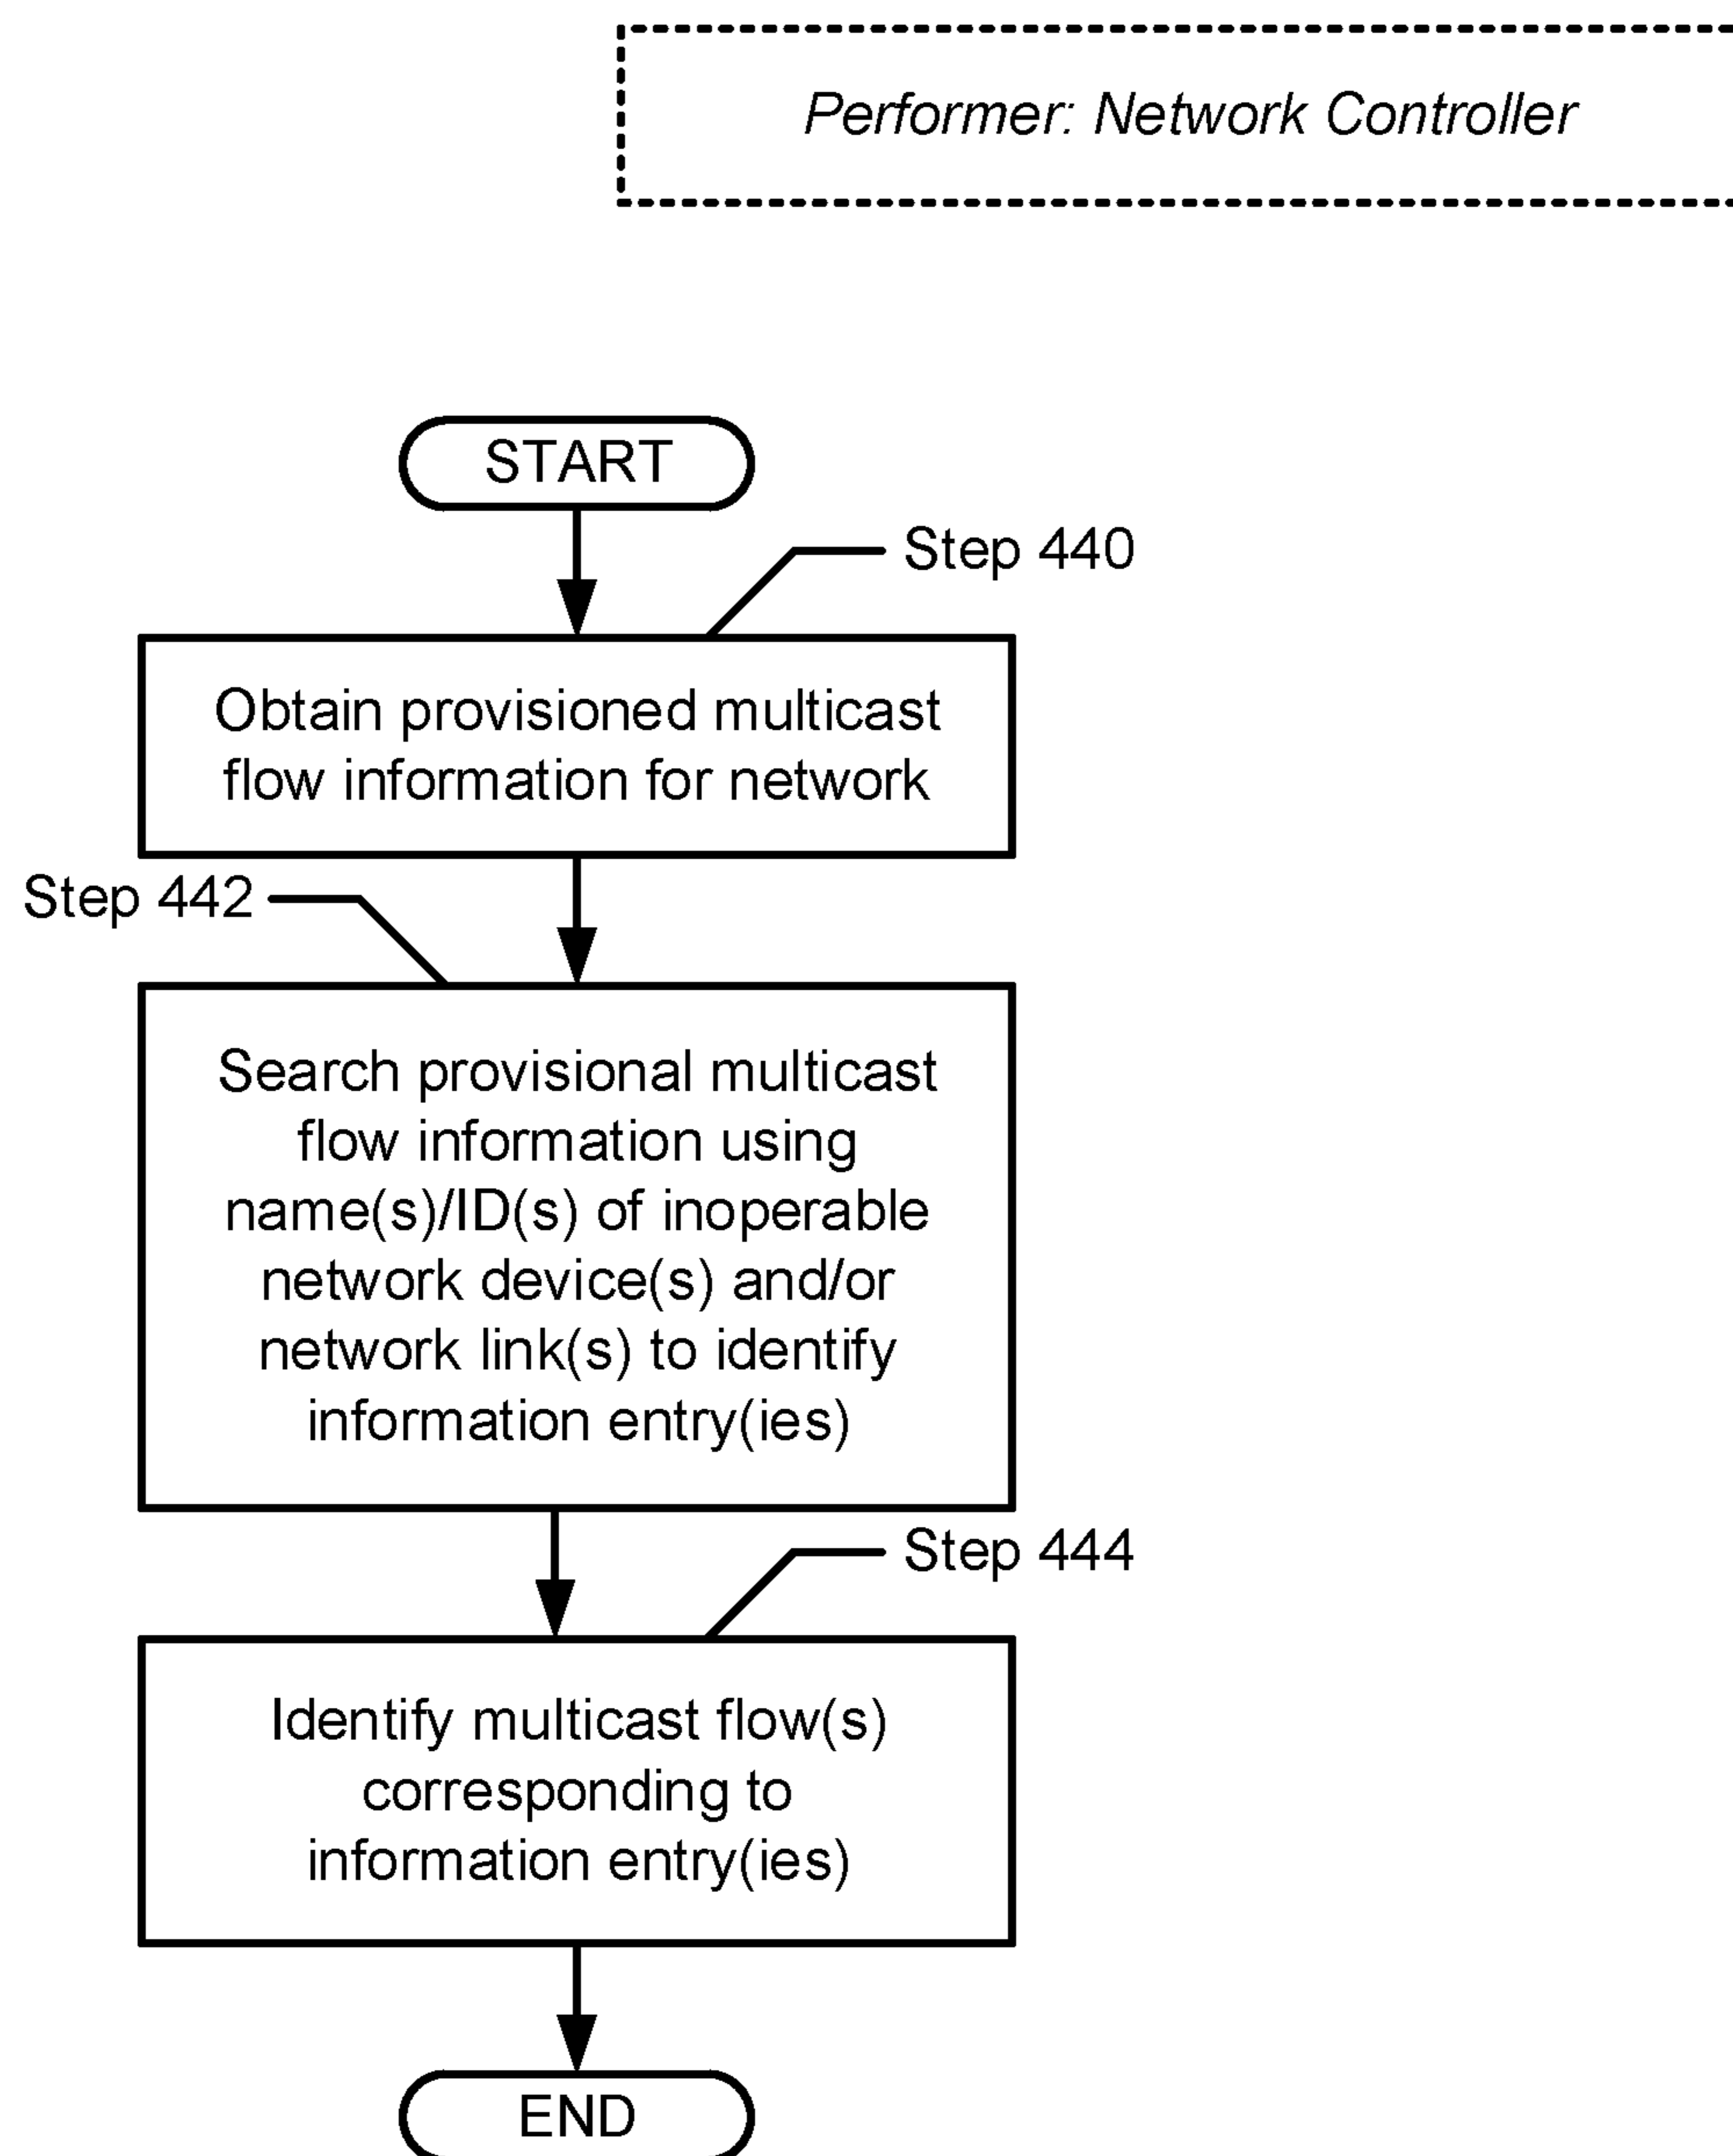 Performer: Network Controller
START
Step 440
Obtain provisioned multicast
flow information for network
Step 442
Search provisional multicast
flow information using
name(s)/ID(s) of inoperable
network device(s) and/or
network link(s) to identify
information entry(ies)
Step 444
Identify multicast flow(s)
corresponding to
information entry(ies)
END